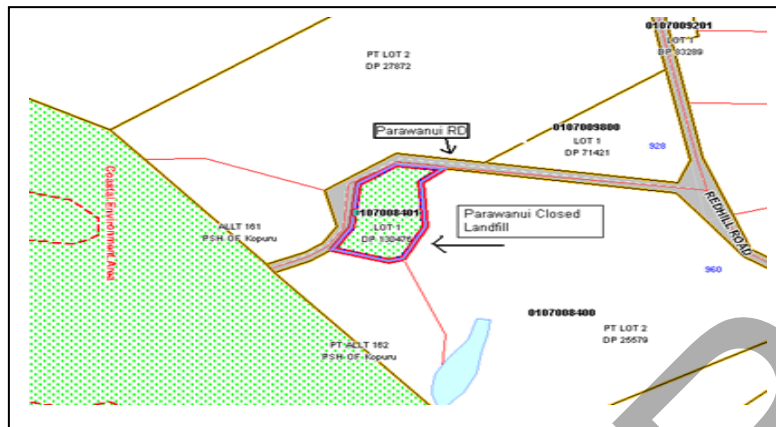 0107009201
LOT 1
DP 83289
PT LOT 2
DP 27872
Parawanui RD
0107009800
LOT 1
DP 71421
928
REDHILL ROAD
Coastal Environment Area
0107008401
LOT 1
DP 130475
Parawanui Closed
Landfill
ALLT 161
PSH OF Kopuru
960
0107008400
PT LOT 2
DP 25579
PT ALLT 162
PSH OF Kopuru